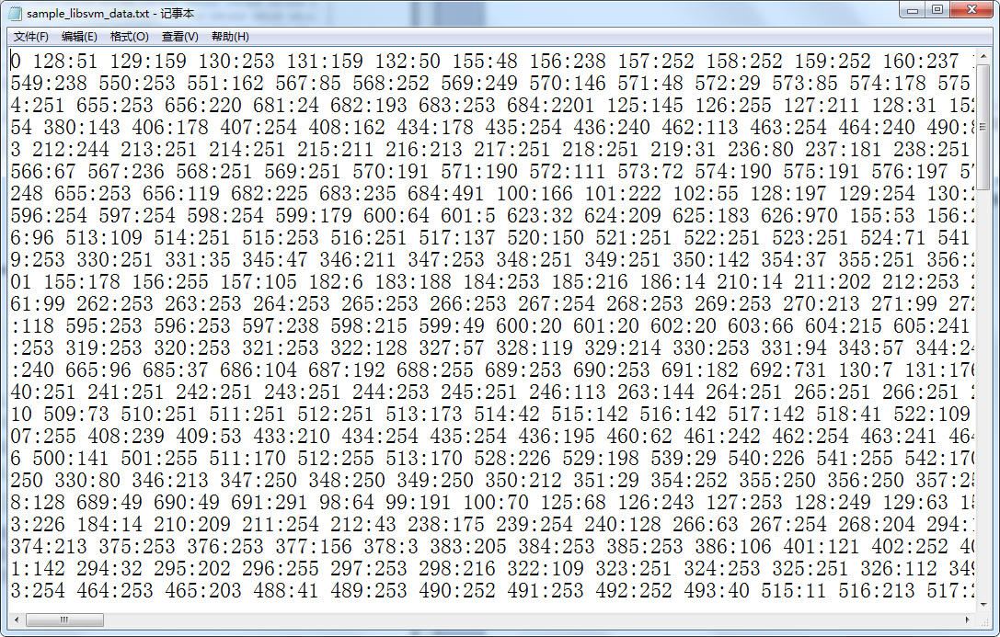 sample_libsvm_data.txt - 记事本
文件(F) 编辑(E) 格式(O) 查看(V) 帮助(H)
0 128:51 129:159 130:253 131:159 132:50 155:48 156:238 157:252 158:252 159:252 160:237
549:238 550:253 551:162 567:85 568:252 569:249 570:146 571:48 572:29 573:85 574:178 575
4:251 655:253 656:220 681:24 682:193 683:253 684:2201 125:145 126:255 127:211 128:31 152
54 380:143 406:178 407:254 408:162 434:178 435:254 436:240 462:113 463:254 464:240 490:8
3 212:244 213:251 214:251 215:211 216:213 217:251 218:251 219:31 236:80 237:181 238:251
566:67 567:236 568:251 569:251 570:191 571:190 572:111 573:72 574:190 575:191 576:197 57
248 655:253 656:119 682:225 683:235 684:491 100:166 101:222 102:55 128:197 129:254 130:2
596:254 597:254 598:254 599:179 600:64 601:5 623:32 624:209 625:183 626:970 155:53 156:2
6:96 513:109 514:251 515:253 516:251 517:137 520:150 521:251 522:251 523:251 524:71 541
9:253 330:251 331:35 345:47 346:211 347:253 348:251 349:251 350:142 354:37 355:251 356:2
01 155:178 156:255 157:105 182:6 183:188 184:253 185:216 186:14 210:14 211:202 212:253 2
61:99 262:253 263:253 264:253 265:253 266:253 267:254 268:253 269:253 270:213 271:99 272
:118 595:253 596:253 597:238 598:215 599:49 600:20 601:20 602:20 603:66 604:215 605:241
:253 319:253 320:253 321:253 322:128 327:57 328:119 329:214 330:253 331:94 343:57 344:24
:240 665:96 685:37 686:104 687:192 688:255 689:253 690:253 691:182 692:731 130:7 131:176
40:251 241:251 242:251 243:251 244:253 245:251 246:113 263:144 264:251 265:251 266:251 2
10 509:73 510:251 511:251 512:251 513:173 514:42 515:142 516:142 517:142 518:41 522:109
07:255 408:239 409:53 433:210 434:254 435:254 436:195 460:62 461:242 462:254 463:241 464
6 500:141 501:255 511:170 512:255 513:170 528:226 529:198 539:29 540:226 541:255 542:170
250 330:80 346:213 347:250 348:250 349:250 350:212 351:29 354:252 355:250 356:250 357:25
8:128 689:49 690:49 691:291 98:64 99:191 100:70 125:68 126:243 127:253 128:249 129:63 15
3:226 184:14 210:209 211:254 212:43 238:175 239:254 240:128 266:63 267:254 268:204 294:1
374:213 375:253 376:253 377:156 378:3 383:205 384:253 385:253 386:106 401:121 402:252 40
1:142 294:32 295:202 296:255 297:253 298:216 322:109 323:251 324:253 325:251 326:112 349
3:254 464:253 465:203 488:41 489:253 490:252 491:253 492:252 493:40 515:11 516:213 517:2